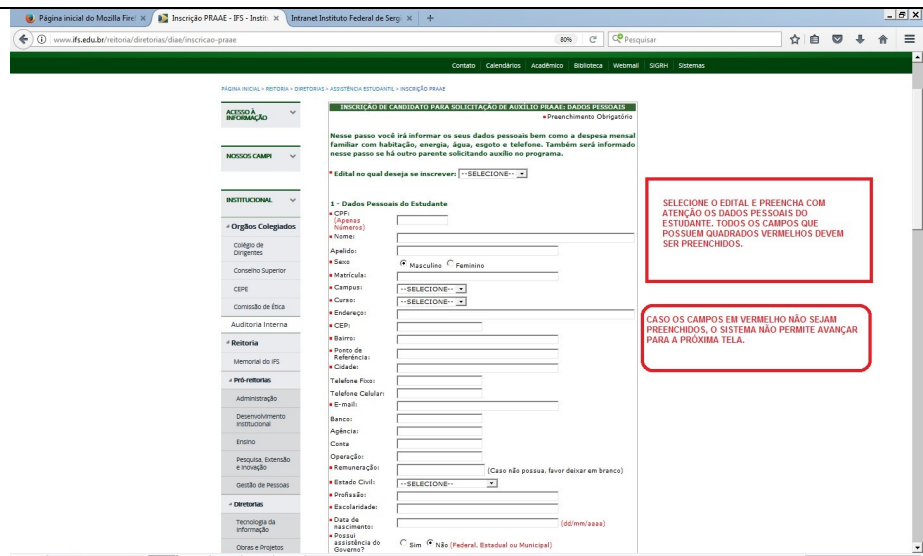 Página inicial do Mozilla Firef
Inscrição PRAAE - IFS - Institu
Intranet Instituto Federal de Sergi
www.ifs.edu.br/reitoria/diretorias/diae/inscricao-praae
80%
Pesquisar
Contato Calendários Acadêmico Biblioteca Webmail SIGRH Sistemas
PÁGINA INICIAL > REITORIA > DIRETORIAS > ASSISTÊNCIA ESTUDANTIL > INSCRIÇÃO PRAAE
ACESSO À
INFORMAÇÃO
NOSSOS CAMPI
INSTITUCIONAL
Orgãos Colegiados
Colégio de
Dirigentes
Conselho Superior
CEPE
Comissão de Ética
Auditoria Interna
Reitoria
Memorial do IFS
Pró-reitorias
Administração
Desenvolvimento
Institucional
Ensino
Pesquisa, Extensão
e Inovação
Gestão de Pessoas
Diretorias
Tecnologia da
Informação
Obras e Projetos
INSCRIÇÃO DE CANDIDATO PARA SOLICITAÇÃO DE AUXÍLIO PRAAE: DADOS PESSOAIS
Preenchimento Obrigatório
Nesse passo você irá informar os seus dados pessoais bem como a despesa mensal
familiar com habitação, energia, água, esgoto e telefone. Também será informado
nesse passo se há outro parente solicitando auxílio no programa.
Edital no qual deseja se inscrever: --SELECIONE--
1 - Dados Pessoais do Estudante
CPF:
(Apenas
Números)
Nome:
Apelido:
Sexo Masculino Feminino
Matrícula:
Campus: --SELECIONE--
Curso: --SELECIONE--
Endereço:
CEP:
Bairro:
Ponto de
Referência:
Cidade:
Telefone Fixo:
Telefone Celular:
E-mail:
Banco:
Agência:
Conta
Operação:
Remuneração: (Caso não possua, favor deixar em branco)
Estado Civil: --SELECIONE--
Profissão:
Escolaridade:
Data de
nascimento: (dd/mm/aaaa)
Possui
assistência do
Governo? Sim Não (Federal, Estadual ou Municipal)
SELECIONE O EDITAL E PREENCHA COM
ATENÇÃO OS DADOS PESSOAIS DO
ESTUDANTE. TODOS OS CAMPOS QUE
POSSUEM QUADRADOS VERMELHOS DEVEM
SER PREENCHIDOS.
CASO OS CAMPOS EM VERMELHO NÃO SEJAM
PREENCHIDOS, O SISTEMA NÃO PERMITE AVANÇAR
PARA A PRÓXIMA TELA.